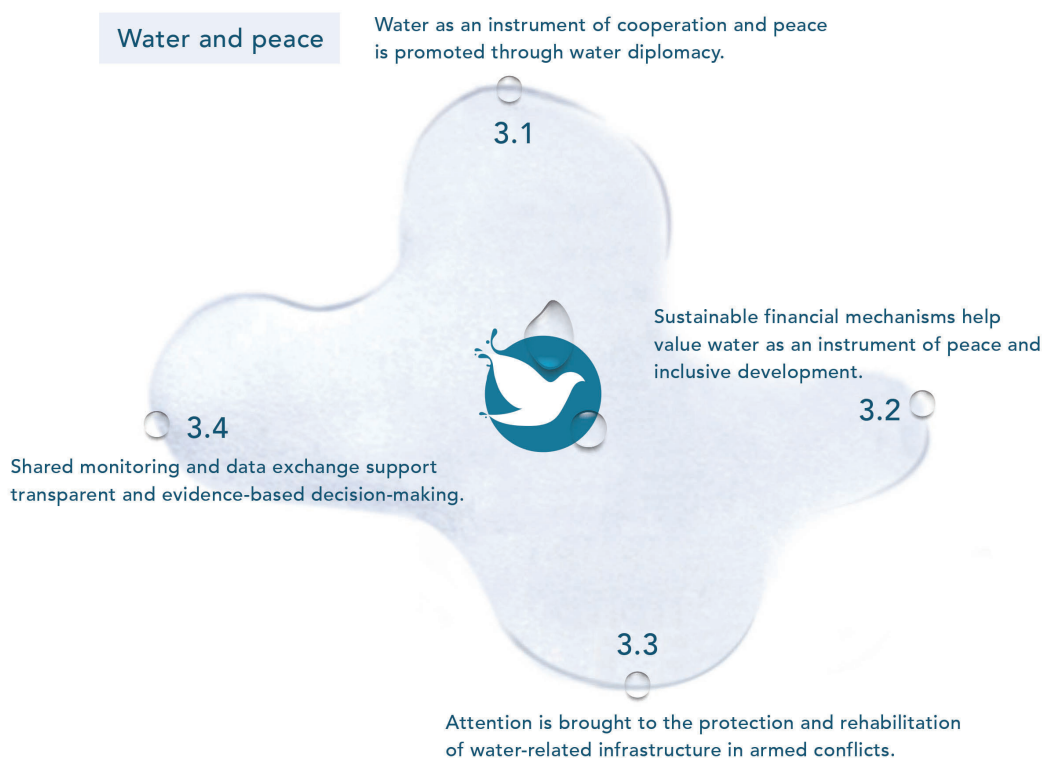 Water and peace
Water as an instrument of cooperation and peace
is promoted through water diplomacy.
3.1
Sustainable financial mechanisms help
value water as an instrument of peace and
inclusive development.
3.2
3.4
Shared monitoring and data exchange support
transparent and evidence-based decision-making.
3.3
Attention is brought to the protection and rehabilitation
of water-related infrastructure in armed conflicts.